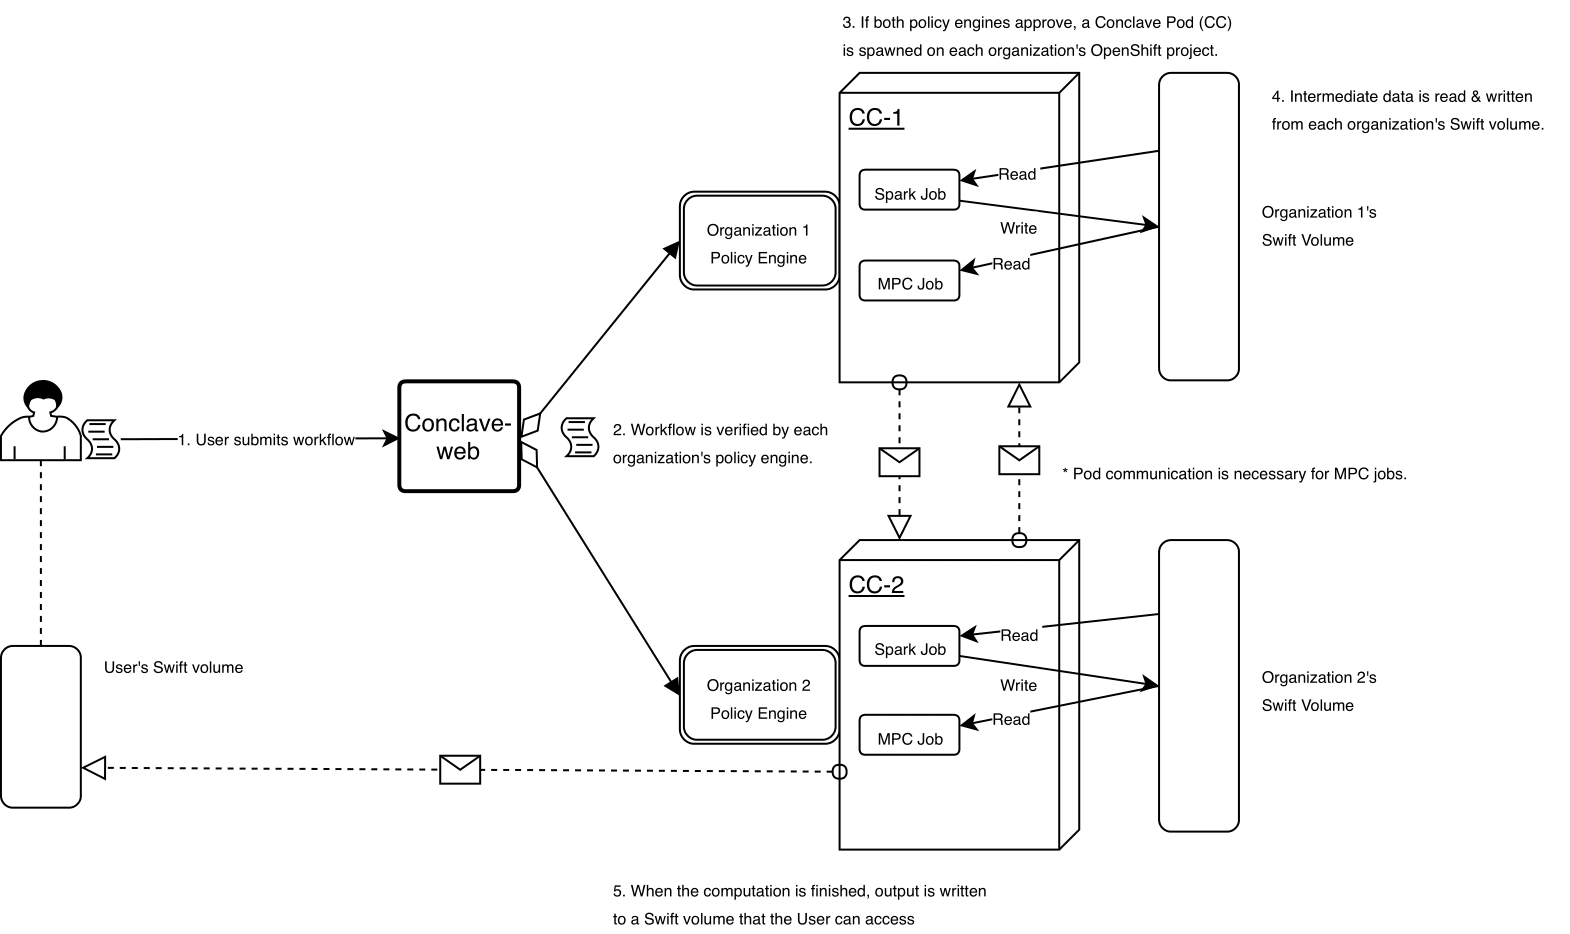 3. If both policy engines approve, a Conclave Pod (CC)
is spawned on each organization's OpenShift project.
4. Intermediate data is read & written
from each organization's Swift volume.
CC-1
Read
Spark Job
Organization 1's
Swift Volume
Write
Organization 1
Policy Engine
Read
MPC Job
1. User submits workflow
Conclave-
web
2. Workflow is verified by each
organization's policy engine.
* Pod communication is necessary for MPC jobs.
CC-2
Read
Spark Job
User's Swift volume
Organization 2's
Swift Volume
Write
Organization 2
Policy Engine
Read
MPC Job
5. When the computation is finished, output is written
to a Swift volume that the User can access